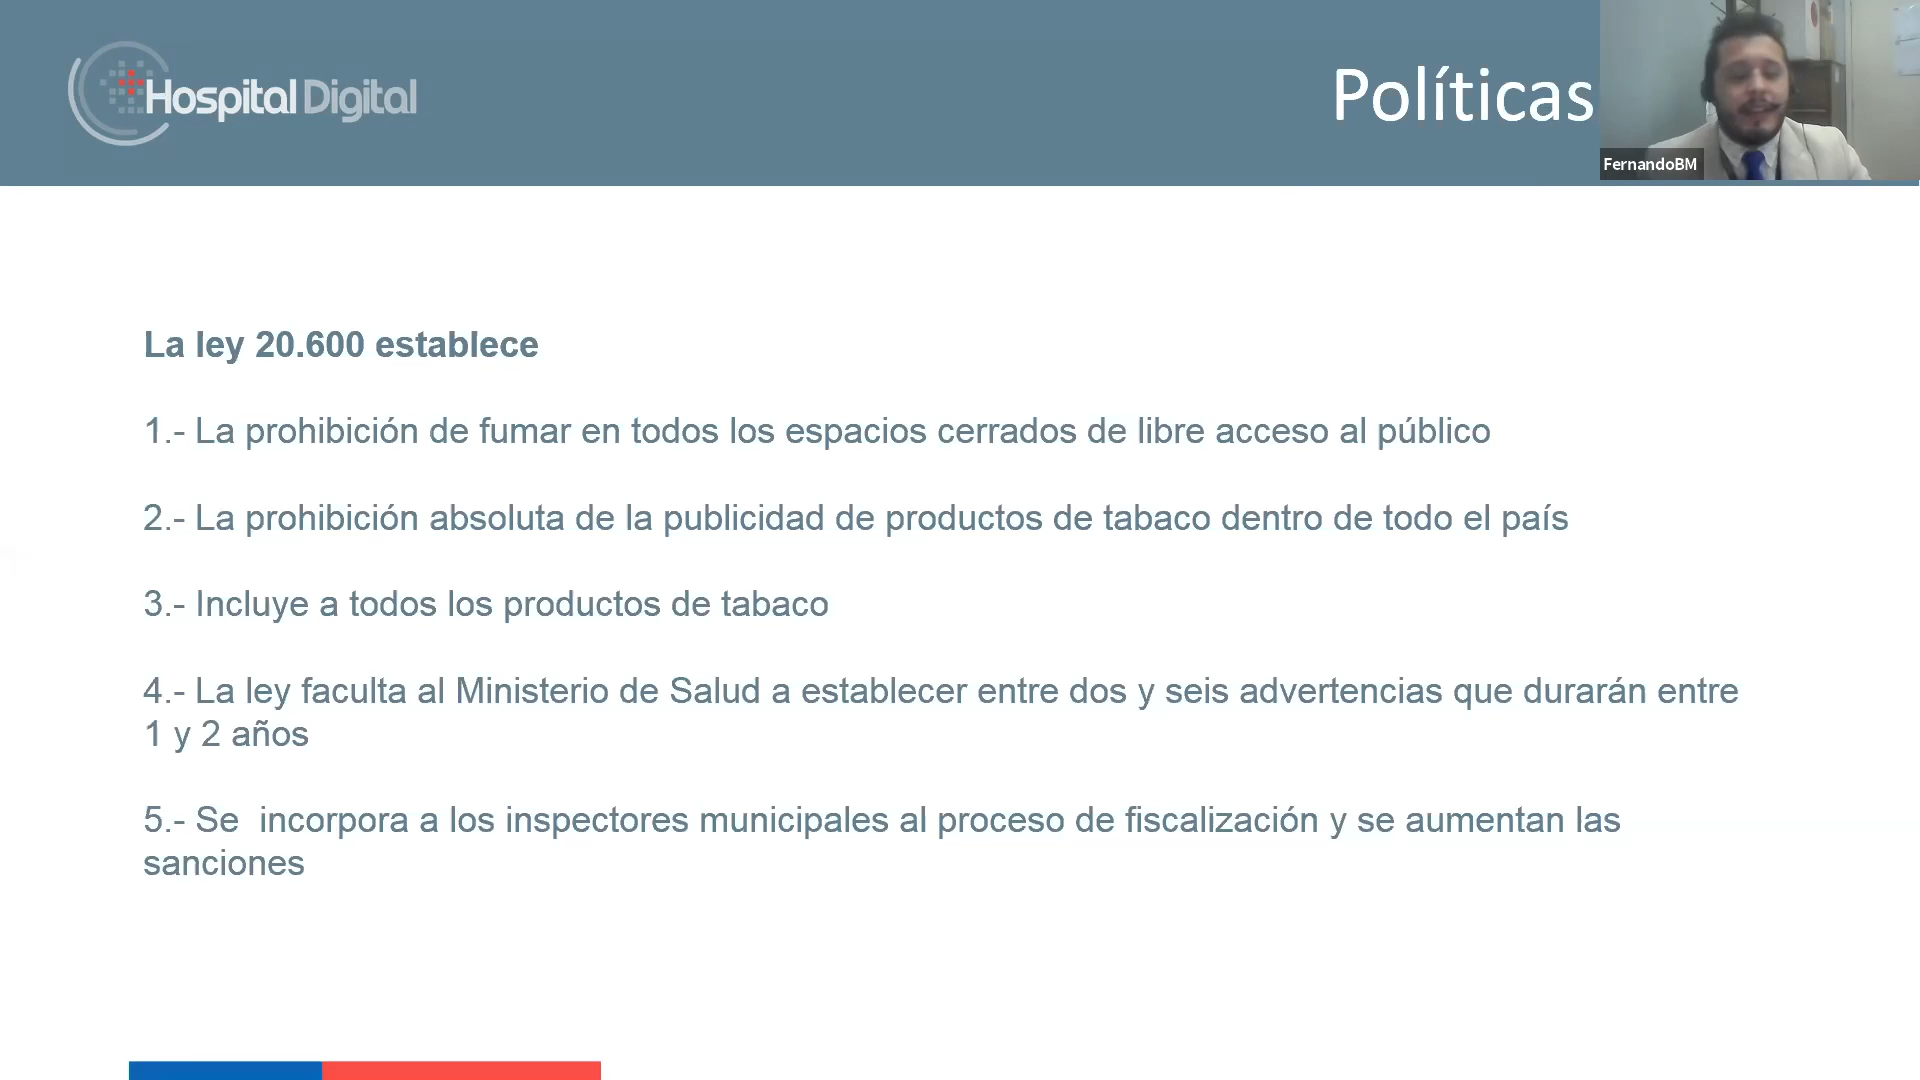 Hospital Digital
Políticas
FernandoBM
La ley 20.600 establece
1.- La prohibición de fumar en todos los espacios cerrados de libre acceso al público
2.- La prohibición absoluta de la publicidad de productos de tabaco dentro de todo el país
3.- Incluye a todos los productos de tabaco
4.- La ley faculta al Ministerio de Salud a establecer entre dos y seis advertencias que durarán entre
1 y 2 años
5.- Se  incorpora a los inspectores municipales al proceso de fiscalización y se aumentan las
sanciones